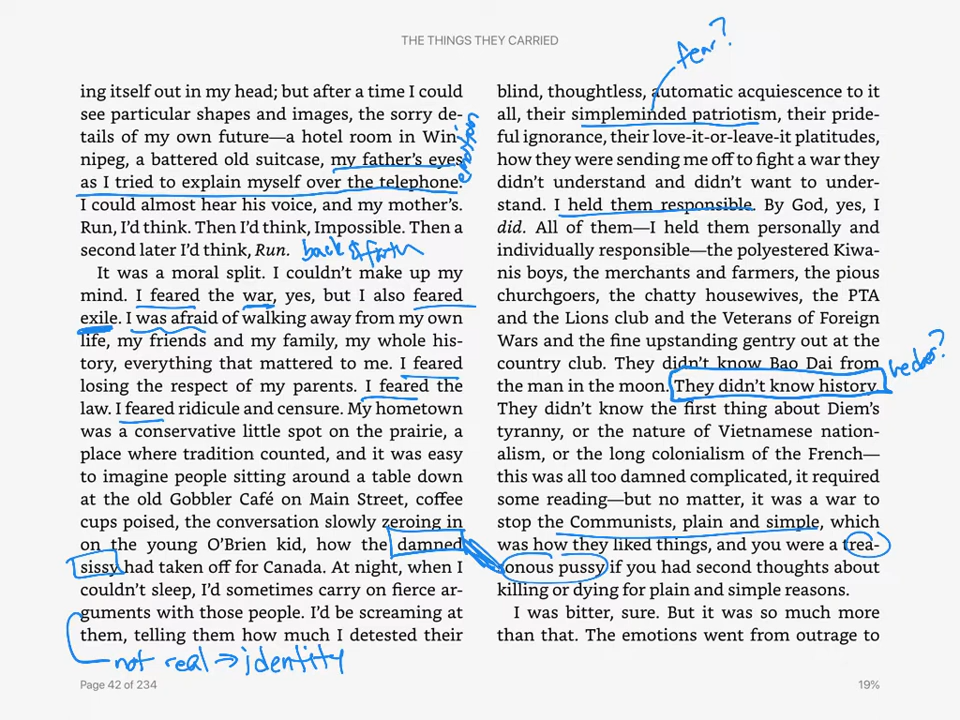 THE THINGS THEY CARRIED
fear?
ing itself out in my head; but after a time I could
see particular shapes and images, the sorry de-
tails of my own future—a hotel room in Win-
nipeg, a battered old suitcase, my father's eyes
as I tried to explain myself over the telephone.
emotion
I could almost hear his voice, and my mother's.
Run, I'd think. Then I'd think, Impossible. Then a
second later I'd think, Run.
back & forth
It was a moral split. I couldn't make up my
mind. I feared the war, yes, but I also feared
exile. I was afraid of walking away from my own
life, my friends and my family, my whole his-
tory, everything that mattered to me. I feared
losing the respect of my parents. I feared the
law. I feared ridicule and censure. My hometown
was a conservative little spot on the prairie, a
place where tradition counted, and it was easy
to imagine people sitting around a table down
at the old Gobbler Café on Main Street, coffee
cups poised, the conversation slowly zeroing in
on the young O'Brien kid, how the damned
sissy had taken off for Canada. At night, when I
couldn't sleep, I'd sometimes carry on fierce ar-
guments with those people. I'd be screaming at
them, telling them how much I detested their
not real → identity
blind, thoughtless, automatic acquiescence to it
all, their simpleminded patriotism, their pride-
ful ignorance, their love-it-or-leave-it platitudes,
how they were sending me off to fight a war they
didn't understand and didn't want to under-
stand. I held them responsible. By God, yes, I
did. All of them—I held them personally and
individually responsible—the polyestered Kiwa-
nis boys, the merchants and farmers, the pious
churchgoers, the chatty housewives, the PTA
and the Lions club and the Veterans of Foreign
Wars and the fine upstanding gentry out at the
country club. They didn't know Bao Dai from
the man in the moon. They didn't know history.
They didn't know the first thing about Diem's
tyranny, or the nature of Vietnamese nation-
alism, or the long colonialism of the French—
this was all too damned complicated, it required
some reading—but no matter, it was a war to
stop the Communists, plain and simple, which
was how they liked things, and you were a trea-
sonous pussy if you had second thoughts about
killing or dying for plain and simple reasons.
I was bitter, sure. But it was so much more
than that. The emotions went from outrage to
Page 42 of 234
19%